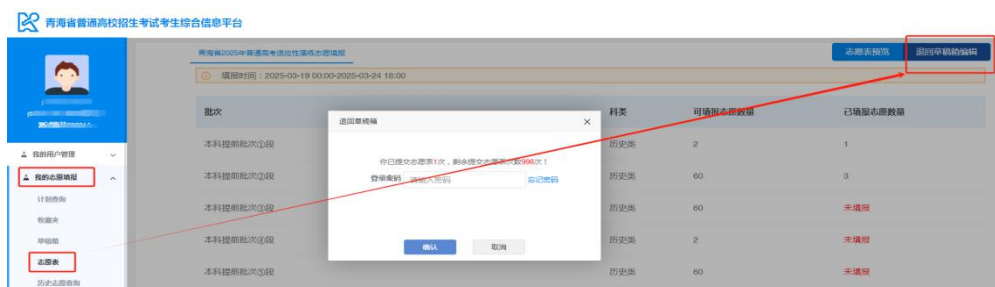 青海省普通高校招生考试考生综合信息平台
青海省2025年普通高考适应性演练志愿填报
志愿表预览
退回草稿箱编辑
填报时间：2025-03-19 00:00-2025-03-24 18:00
批次
科类
可填报志愿数量
已填报志愿数量
本科提前批次①段
历史类
2
1
本科提前批次②段
历史类
60
3
本科提前批次③段
历史类
60
未填报
本科提前批次④段
历史类
2
未填报
本科提前批次⑤段
历史类
60
未填报
退回草稿箱
你已提交志愿表1次，剩余提交志愿表次数998次！
登录密码
请输入密码
忘记密码
确认
取消
我的用户管理
我的志愿填报
计划查询
收藏夹
草稿箱
志愿表
历史志愿查询